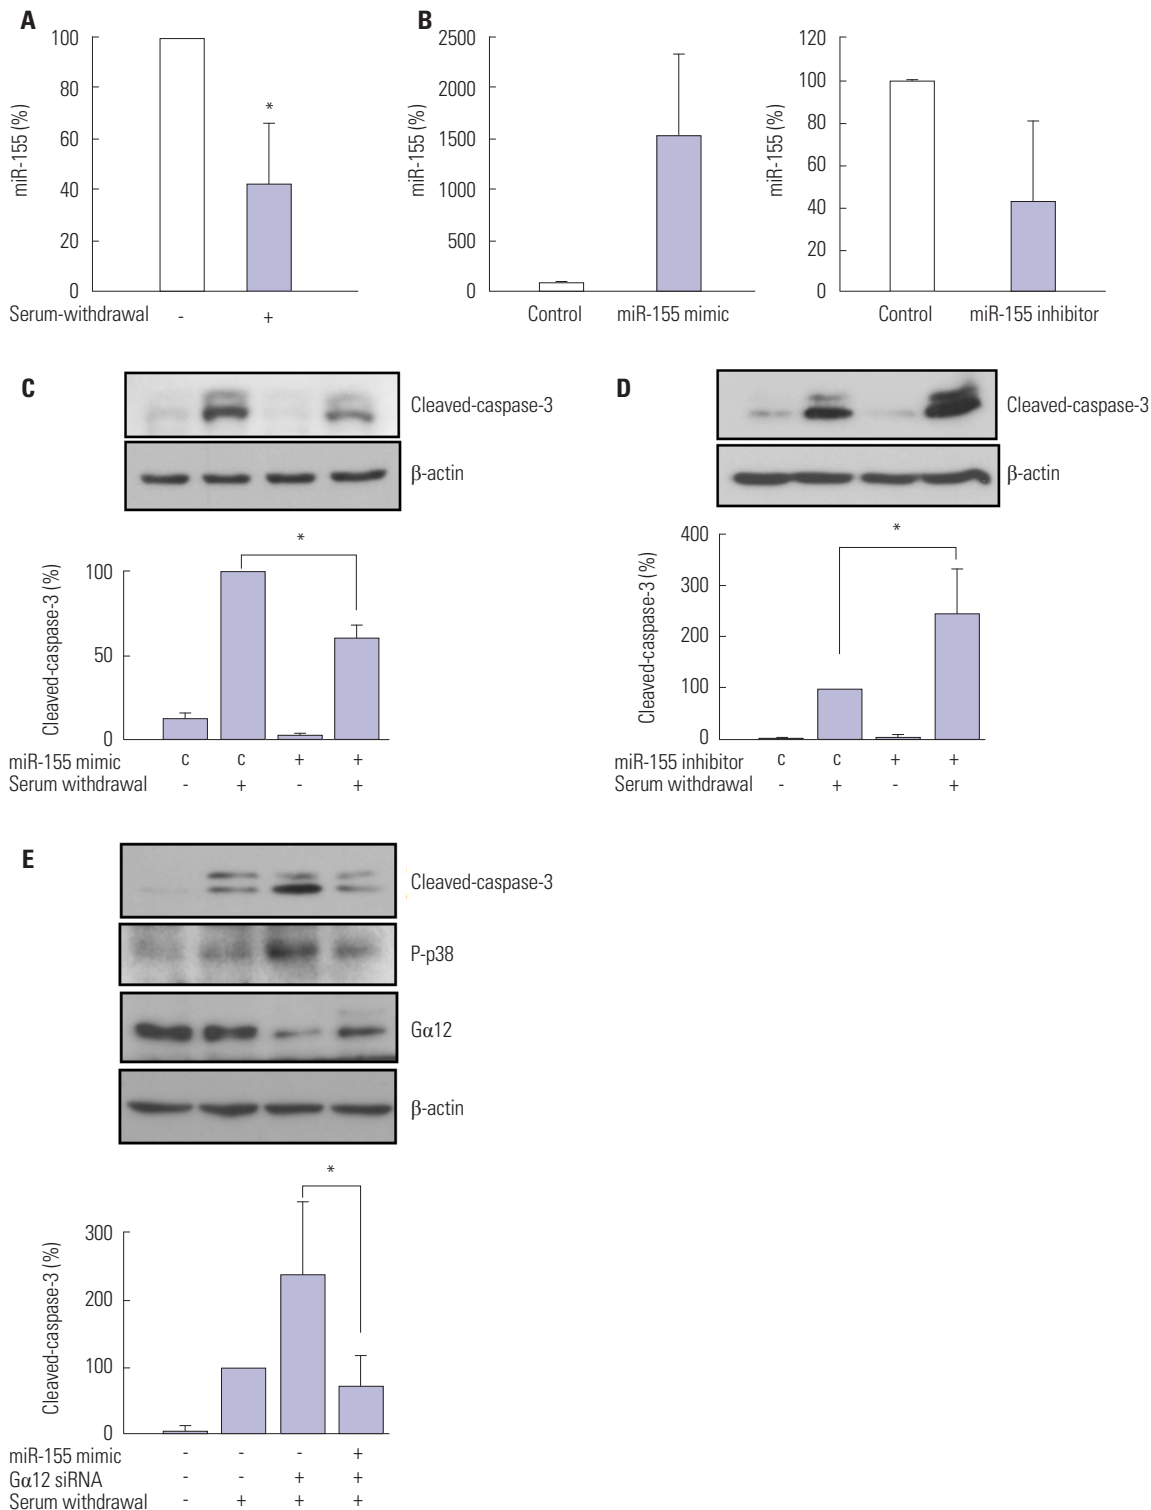 A
100
80
60
40
20
0
miR-155 (%)
*
Serum-withdrawal - +
B
2500
2000
1500
1000
500
0
miR-155 (%)
Control miR-155 mimic
120
100
80
60
40
20
0
miR-155 (%)
Control miR-155 inhibitor
C
Cleaved-caspase-3
β-actin
*
100
50
0
Cleaved-caspase-3 (%)
miR-155 mimic C C + +
Serum withdrawal - + - +
D
Cleaved-caspase-3
β-actin
*
400
300
200
100
0
Cleaved-caspase-3 (%)
miR-155 inhibitor C C + +
Serum withdrawal - + - +
E
Cleaved-caspase-3
P-p38
Gα12
β-actin
*
300
200
100
0
Cleaved-caspase-3 (%)
miR-155 mimic - - - +
Gα12 siRNA - - + +
Serum withdrawal - + + +